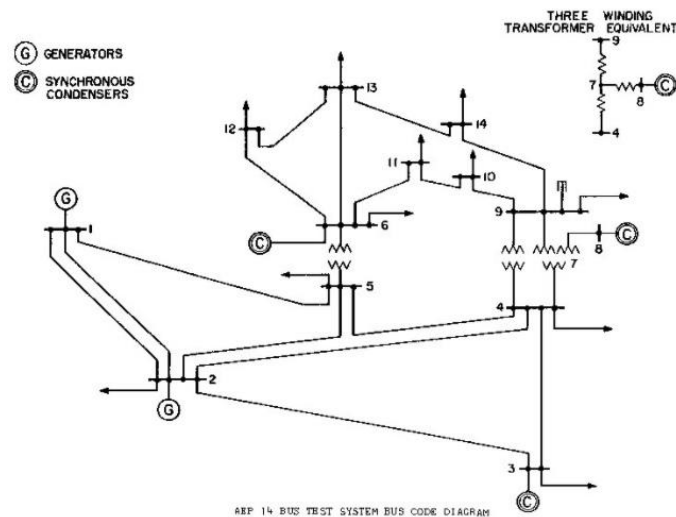 THREE WINDING
TRANSFORMER EQUIVALENT
9
7
8
C
4
G GENERATORS
C SYNCHRONOUS
CONDENSERS
13
12
14
11
10
G
1
C
6
9
C
8
7
5
4
2
G
3
C
AEP 14 BUS TEST SYSTEM BUS CODE DIAGRAM